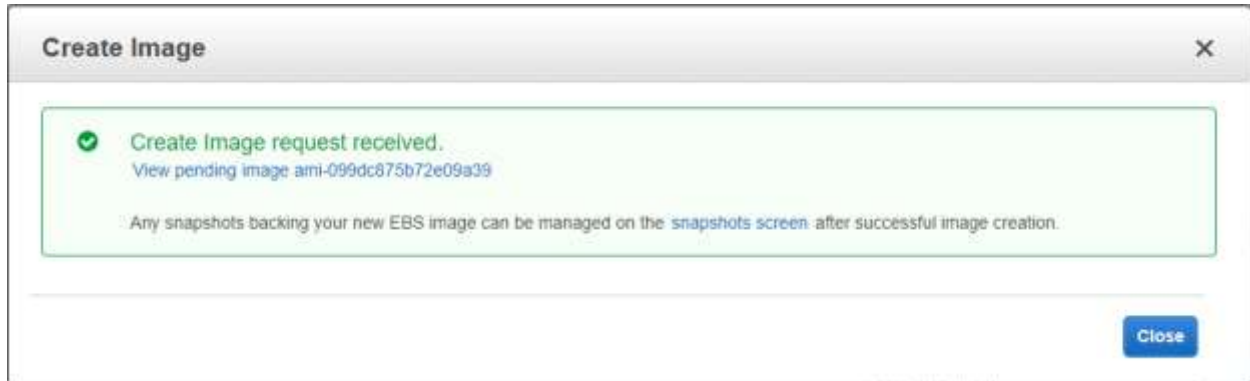 Create Image
Create Image request received.
View pending image ami-099dc875b72e09a39
Any snapshots backing your new EBS image can be managed on the snapshots screen after successful image creation.
Close